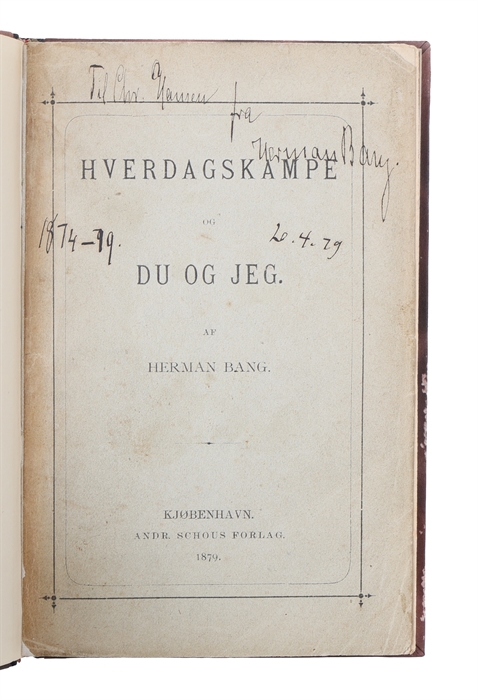 Til Chr. Hansen
fra
Herman Bang.
HVERDAGSKAMPE
OG
1874-79.
20.4.79
DU OG JEG.
AF
HERMAN BANG.
KJØBENHAVN.
ANDR. SCHOUS FORLAG.
1879.